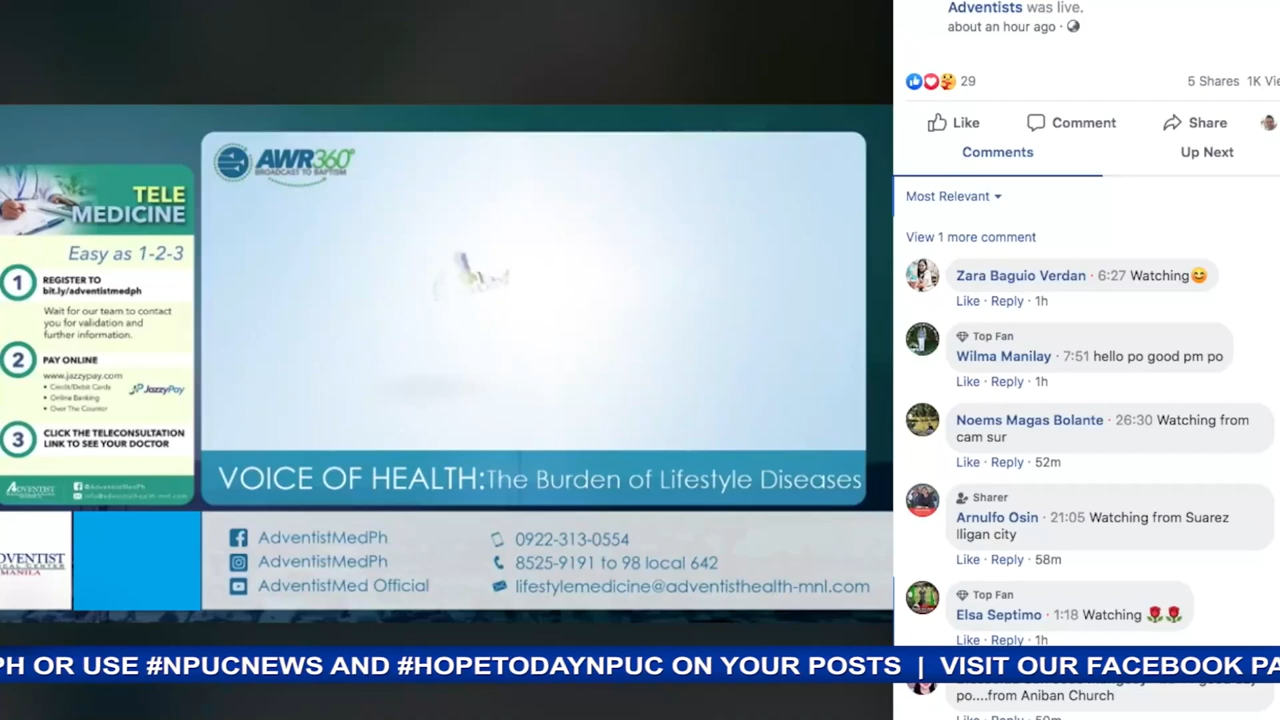 AWR360°
BROADCAST TO BAPTISM
TELE
MEDICINE
Easy as 1-2-3
1
REGISTER TO
bit.ly/adventistmedph
Wait for our team to contact
you for validation and
further information.
2
PAY ONLINE
www.jazzypay.com
• Credit/Debit Cards
• Online Banking
• Over The Counter
JazzyPay
3
CLICK THE TELECONSULTATION
LINK TO SEE YOUR DOCTOR
ADVENTIST
AdventistMedPh
VOICE OF HEALTH:The Burden of Lifestyle Diseases
DVENTIST
MANILA
AdventistMedPh
AdventistMedPh
AdventistMed Official
0922-313-0554
8525-9191 to 98 local 642
lifestylemedicine@adventisthealth-mnl.com
Adventists was live.
about an hour ago ·
29
5 Shares 1K Vie
Like Comment Share
Comments Up Next
Most Relevant
View 1 more comment
Zara Baguio Verdan · 6:27 Watching😊
Like · Reply · 1h
Top Fan
Wilma Manilay · 7:51 hello po good pm po
Like · Reply · 1h
Noems Magas Bolante · 26:30 Watching from
cam sur
Like · Reply · 52m
Sharer
Arnulfo Osin · 21:05 Watching from Suarez
Iligan city
Like · Reply · 58m
Top Fan
Elsa Septimo · 1:18 Watching 🌹🌹
Like · Reply · 1h
PH OR USE #NPUCNEWS AND #HOPETODAYNPUC ON YOUR POSTS | VISIT OUR FACEBOOK PA
po....from Aniban Church